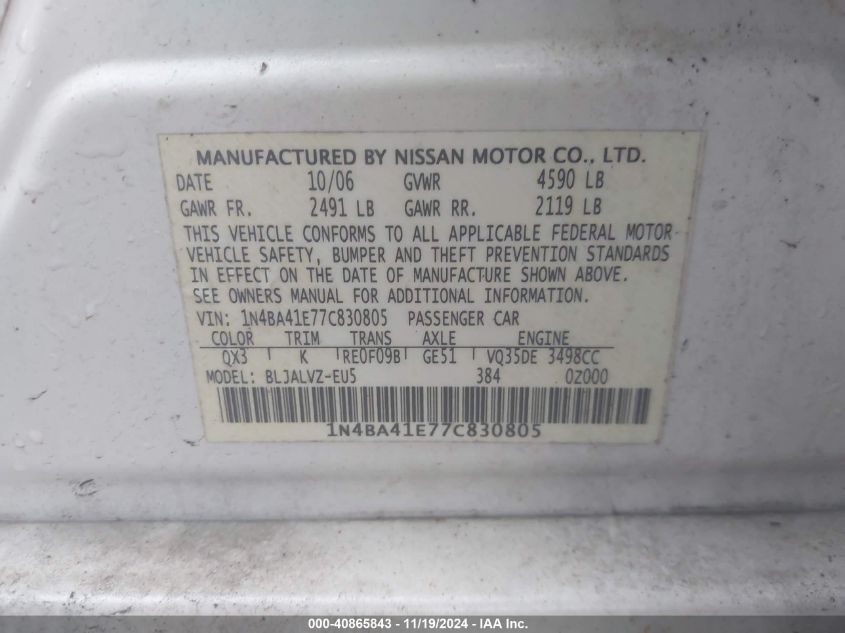 MANUFACTURED BY NISSAN MOTOR CO., LTD.
DATE 10/06 GVWR 4590 LB
GAWR FR. 2491 LB GAWR RR. 2119 LB
THIS VEHICLE CONFORMS TO ALL APPLICABLE FEDERAL MOTOR
VEHICLE SAFETY, BUMPER AND THEFT PREVENTION STANDARDS
IN EFFECT ON THE DATE OF MANUFACTURE SHOWN ABOVE.
SEE OWNERS MANUAL FOR ADDITIONAL INFORMATION.
VIN: 1N4BA41E77C830805 PASSENGER CAR
COLOR TRIM TRANS AXLE ENGINE
QX3 K RE0F09B GE51 VQ35DE 3498CC
MODEL: BLJALVZ-EU5 384 0Z000
1N4BA41E77C830805
000-40865843 - 11/19/2024 - IAA Inc.